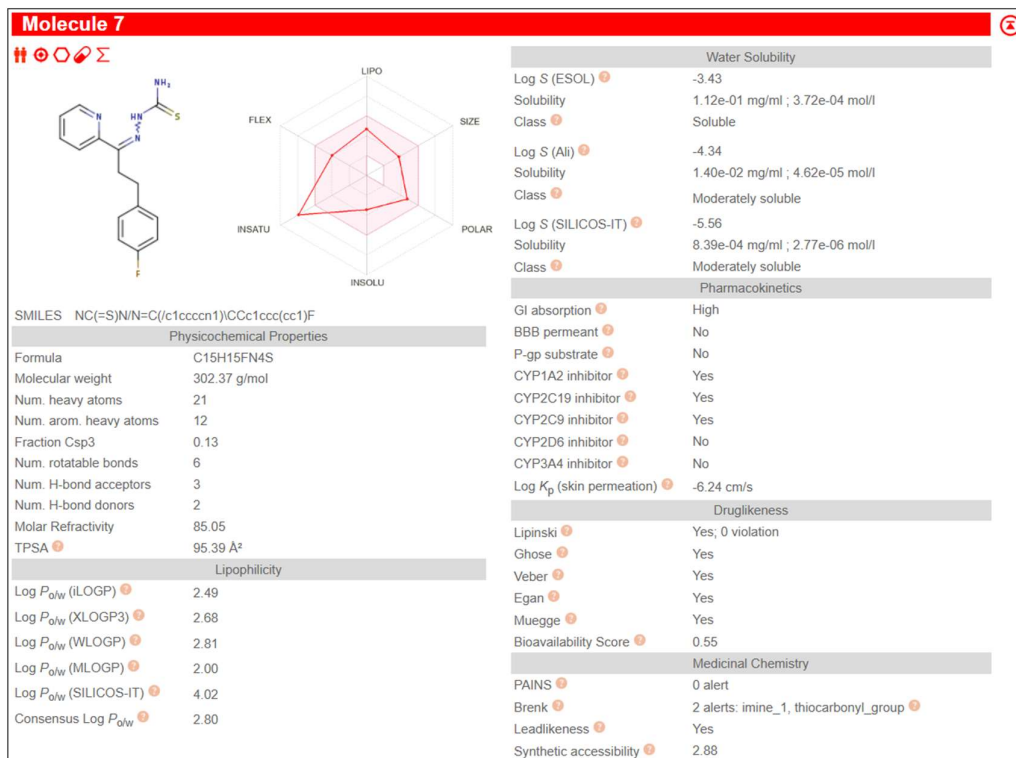 Molecule 7
NH₂
HN
S
N
N
F
LIPO
FLEX
SIZE
INSATU
POLAR
INSOLU
SMILES NC(=S)N/N=C(/c1ccccn1)\CCc1ccc(cc1)F
Physicochemical Properties
Formula C15H15FN4S
Molecular weight 302.37 g/mol
Num. heavy atoms 21
Num. arom. heavy atoms 12
Fraction Csp3 0.13
Num. rotatable bonds 6
Num. H-bond acceptors 3
Num. H-bond donors 2
Molar Refractivity 85.05
TPSA ? 95.39 Å²
Lipophilicity
Log Po/w (iLOGP) ? 2.49
Log Po/w (XLOGP3) ? 2.68
Log Po/w (WLOGP) ? 2.81
Log Po/w (MLOGP) ? 2.00
Log Po/w (SILICOS-IT) ? 4.02
Consensus Log Po/w ? 2.80
Water Solubility
Log S (ESOL) ? -3.43
Solubility 1.12e-01 mg/ml ; 3.72e-04 mol/l
Class ? Soluble
Log S (Ali) ? -4.34
Solubility 1.40e-02 mg/ml ; 4.62e-05 mol/l
Class ? Moderately soluble
Log S (SILICOS-IT) ? -5.56
Solubility 8.39e-04 mg/ml ; 2.77e-06 mol/l
Class ? Moderately soluble
Pharmacokinetics
GI absorption ? High
BBB permeant ? No
P-gp substrate ? No
CYP1A2 inhibitor ? Yes
CYP2C19 inhibitor ? Yes
CYP2C9 inhibitor ? Yes
CYP2D6 inhibitor ? No
CYP3A4 inhibitor ? No
Log Kp (skin permeation) ? -6.24 cm/s
Druglikeness
Lipinski ? Yes; 0 violation
Ghose ? Yes
Veber ? Yes
Egan ? Yes
Muegge ? Yes
Bioavailability Score ? 0.55
Medicinal Chemistry
PAINS ? 0 alert
Brenk ? 2 alerts: imine_1, thiocarbonyl_group ?
Leadlikeness ? Yes
Synthetic accessibility ? 2.88